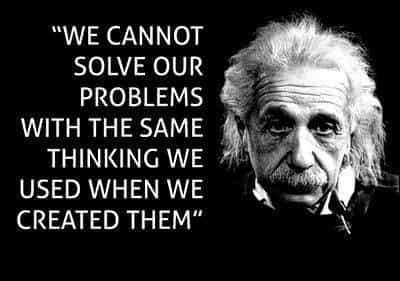 “WE CANNOT
SOLVE OUR
PROBLEMS
WITH THE SAME
THINKING WE
USED WHEN WE
CREATED THEM”